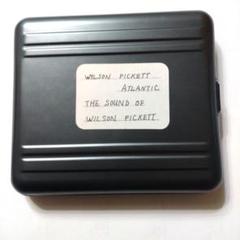 WILSON PICKETT
ATLANTIC
THE SOUND OF
WILSON PICKETT